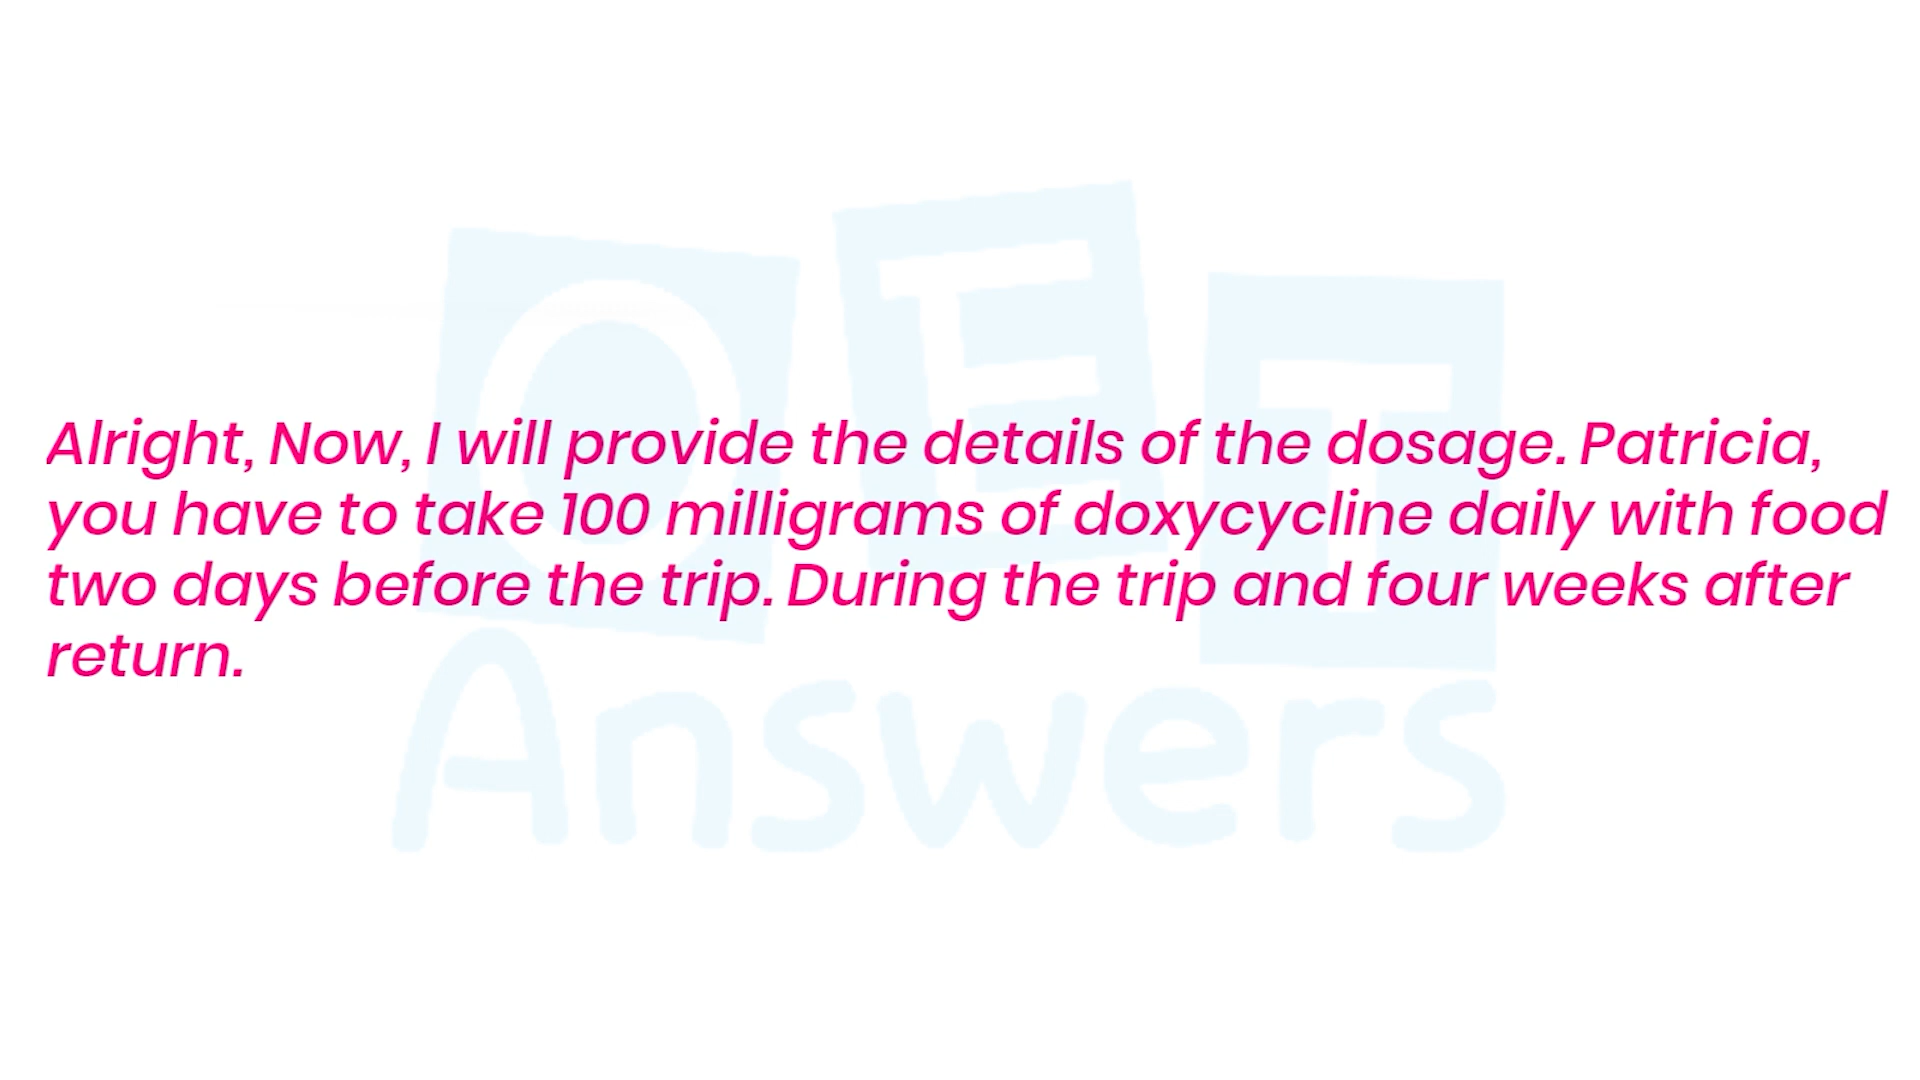 OET
Alright, Now, I will provide the details of the dosage. Patricia,
you have to take 100 milligrams of doxycycline daily with food
two days before the trip. During the trip and four weeks after
return.
Answers